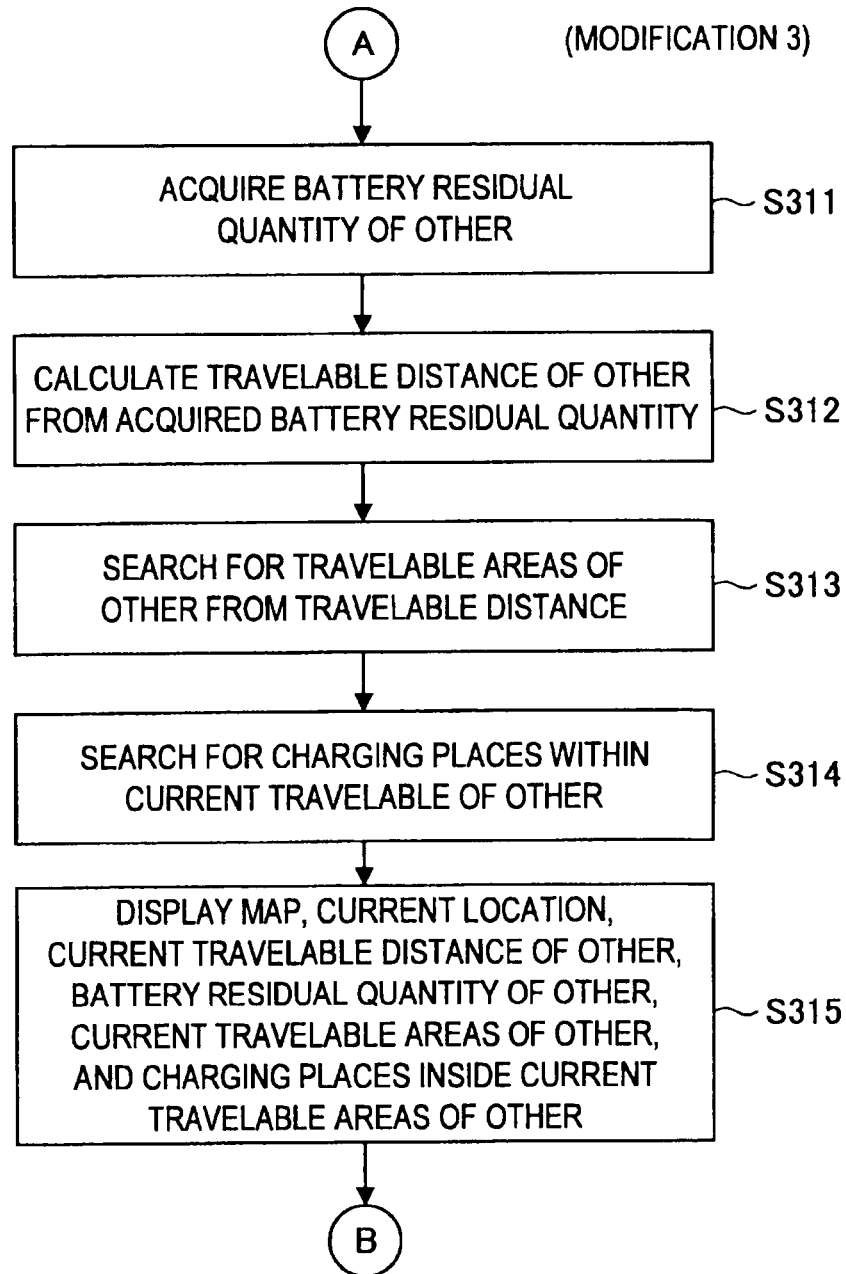 A
(MODIFICATION 3)
ACQUIRE BATTERY RESIDUAL
QUANTITY OF OTHER
S311
CALCULATE TRAVELABLE DISTANCE OF OTHER
FROM ACQUIRED BATTERY RESIDUAL QUANTITY
S312
SEARCH FOR TRAVELABLE AREAS OF
OTHER FROM TRAVELABLE DISTANCE
S313
SEARCH FOR CHARGING PLACES WITHIN
CURRENT TRAVELABLE OF OTHER
S314
DISPLAY MAP, CURRENT LOCATION,
CURRENT TRAVELABLE DISTANCE OF OTHER,
BATTERY RESIDUAL QUANTITY OF OTHER,
CURRENT TRAVELABLE AREAS OF OTHER,
AND CHARGING PLACES INSIDE CURRENT
TRAVELABLE AREAS OF OTHER
S315
B